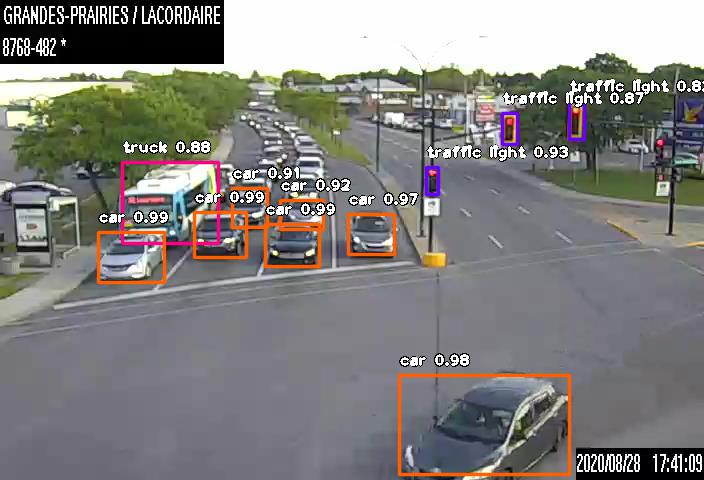 GRANDES-PRAIRIES / LACORDAIRE
8768-482 *
traffic light 0.87
traffic light 0.93
truck 0.88
car 0.91
car 0.92
car 0.99
car 0.99
car 0.99
car 0.97
car 0.98
2020/08/28 17:41:09